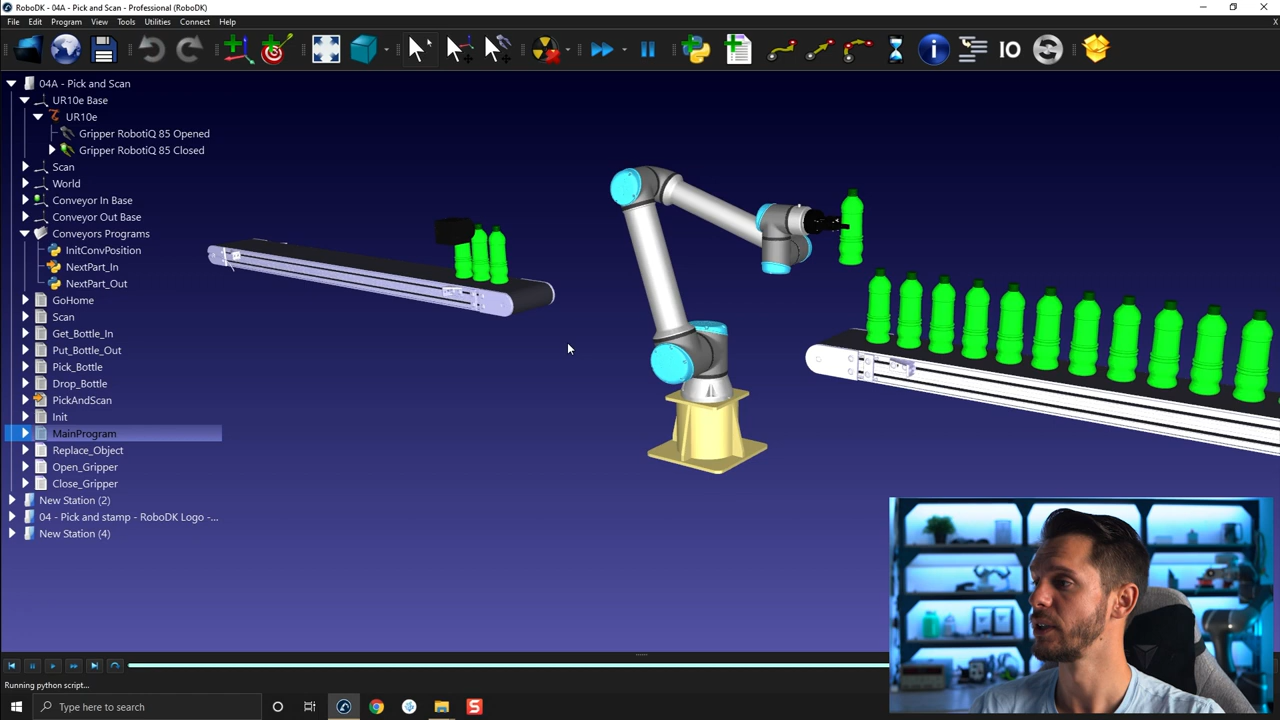 RoboDK - 04A - Pick and Scan - Professional (RoboDK)
File Edit Program View Tools Utilities Connect Help
IO
04A - Pick and Scan
UR10e Base
UR10e
Gripper RobotiQ 85 Opened
Gripper RobotiQ 85 Closed
Scan
World
Conveyor In Base
Conveyor Out Base
Conveyors Programs
InitConvPosition
NextPart_In
NextPart_Out
GoHome
Scan
Get_Bottle_In
Put_Bottle_Out
Pick_Bottle
Drop_Bottle
PickAndScan
Init
MainProgram
Replace_Object
Open_Gripper
Close_Gripper
New Station (2)
04 - Pick and stamp - RoboDK Logo -...
New Station (4)
Running python script...
Type here to search
S